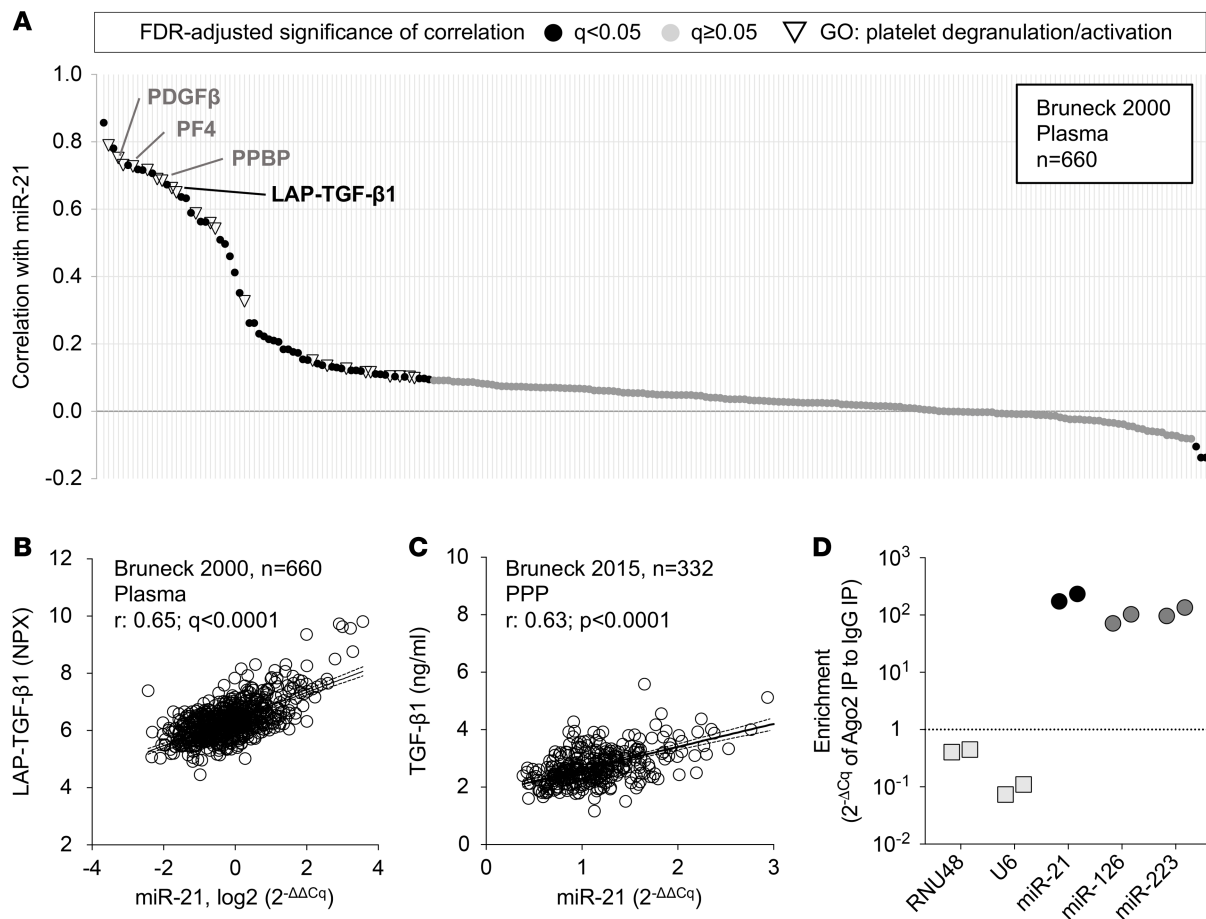 A
FDR-adjusted significance of correlation q<0.05 q≥0.05 GO: platelet degranulation/activation
Correlation with miR-21
1.0
0.8
0.6
0.4
0.2
0.0
-0.2
PDGFβ
PF4
PPBP
LAP-TGF-β1
Bruneck 2000
Plasma
n=660
B
LAP-TGF-β1 (NPX)
12
10
8
6
4
2
Bruneck 2000, n=660
Plasma
r: 0.65; q<0.0001
-4 -2 0 2 4
miR-21, log2 (2-ΔΔCq)
C
TGF-β1 (ng/ml)
10
8
6
4
2
0
Bruneck 2015, n=332
PPP
r: 0.63; p<0.0001
0 1 2 3
miR-21 (2-ΔΔCq)
D
Enrichment
(2-ΔCq of Ago2 IP to IgG IP)
10³
10²
10¹
1
10-1
10-2
RNU48
U6
miR-21
miR-126
miR-223